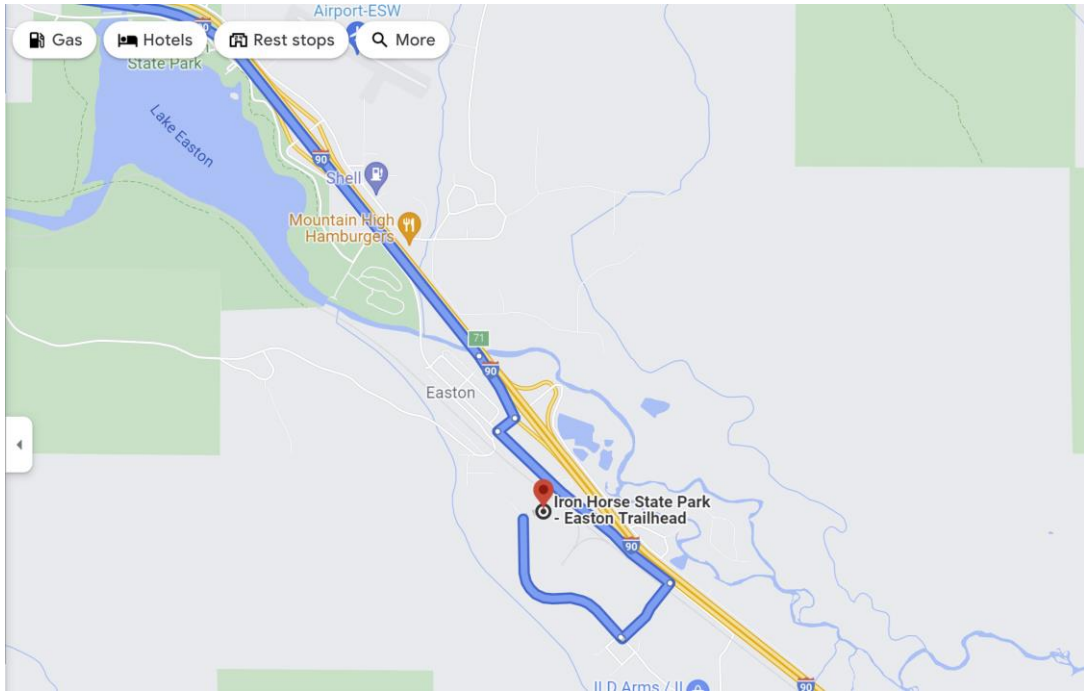 Airport-ESW
90
Gas
Hotels
Rest stops
More
State Park
Lake Easton
90
Shell
Mountain High
Hamburgers
71
90
Easton
Iron Horse State Park
- Easton Trailhead
90
90